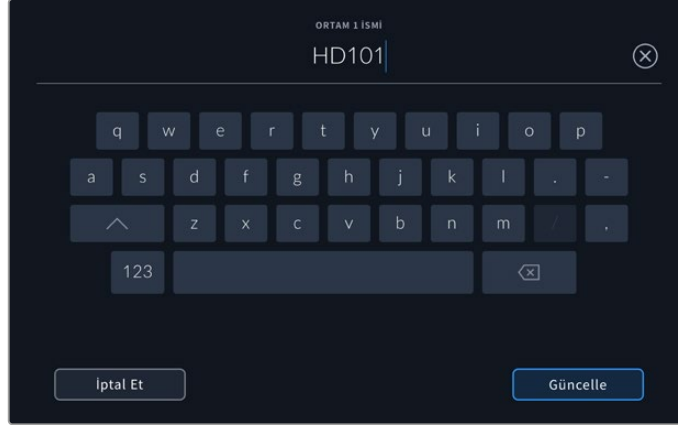 ORTAM 1 İSMİ
HD101
q w e r t y u i o p
a s d f g h j k l . -
z x c v b n m / ,
123
İptal Et
Güncelle